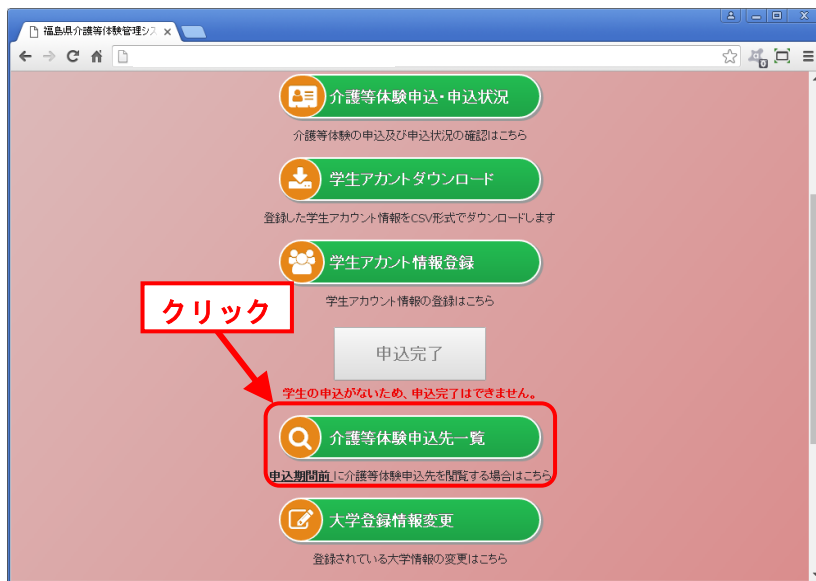 福島県介護等体験管理シス
介護等体験申込・申込状況
介護等体験の申込及び申込状況の確認はこちら
学生アカントダウンロード
登録した学生アカウント情報をCSV形式でダウンロードします
学生アカント情報登録
学生アカウント情報の登録はこちら
クリック
申込完了
学生の申込がないため、申込完了はできません。
介護等体験申込先一覧
申込期間前に介護等体験申込先を閲覧する場合はこちら
大学登録情報変更
登録されている大学情報の変更はこちら